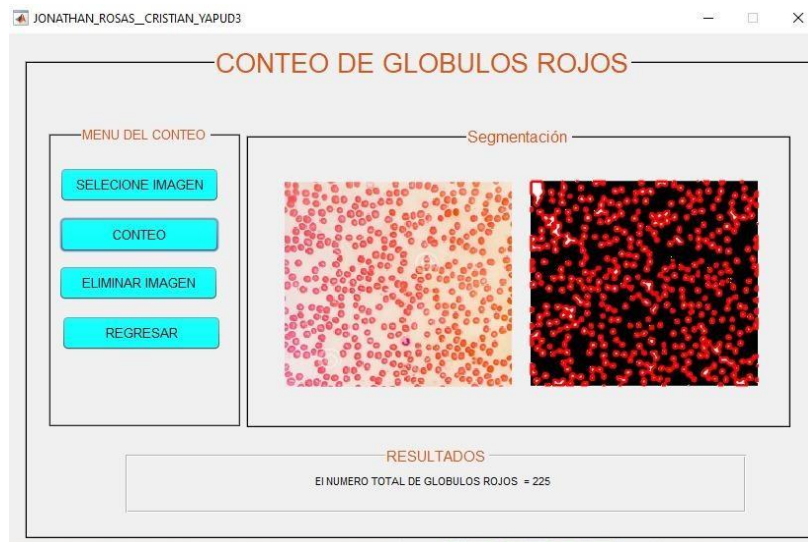 JONATHAN_ROSAS__CRISTIAN_YAPUD3
CONTEO DE GLOBULOS ROJOS
MENU DEL CONTEO
SELECIONE IMAGEN
CONTEO
ELIMINAR IMAGEN
REGRESAR
Segmentación
RESULTADOS
El NUMERO TOTAL DE GLOBULOS ROJOS = 225